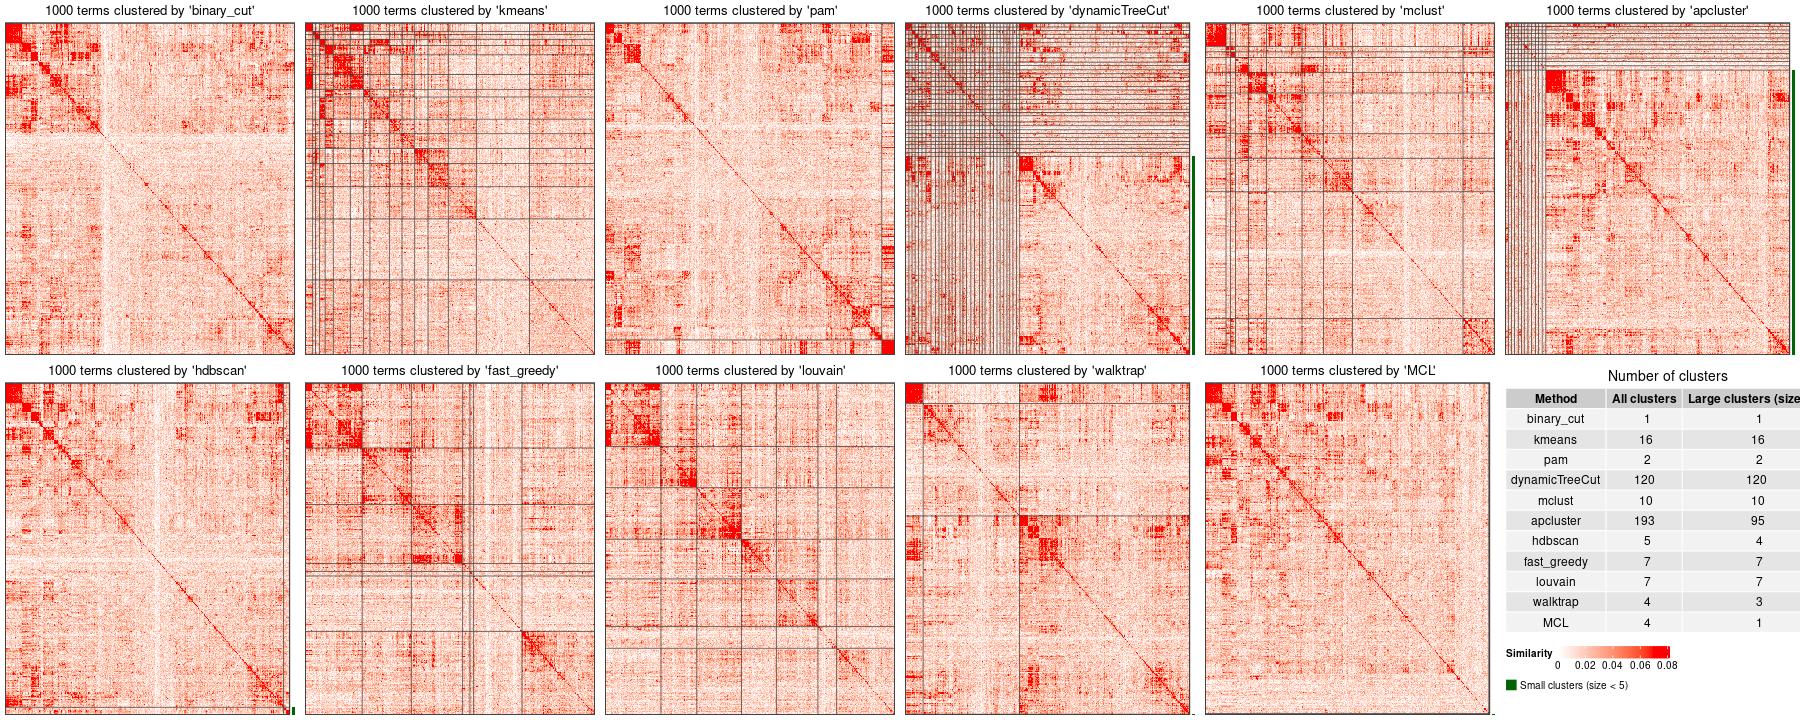 1000 terms clustered by 'binary_cut'
1000 terms clustered by 'kmeans'
1000 terms clustered by 'pam'
1000 terms clustered by 'dynamicTreeCut'
1000 terms clustered by 'mclust'
1000 terms clustered by 'apcluster'
1000 terms clustered by 'hdbscan'
1000 terms clustered by 'fast_greedy'
1000 terms clustered by 'louvain'
1000 terms clustered by 'walktrap'
1000 terms clustered by 'MCL'
Number of clusters
Method All clusters Large clusters (size
binary_cut 1 1
kmeans 16 16
pam 2 2
dynamicTreeCut 120 120
mclust 10 10
apcluster 193 95
hdbscan 5 4
fast_greedy 7 7
louvain 7 7
walktrap 4 3
MCL 4 1
Similarity
0 0.02 0.04 0.06 0.08
Small clusters (size < 5)